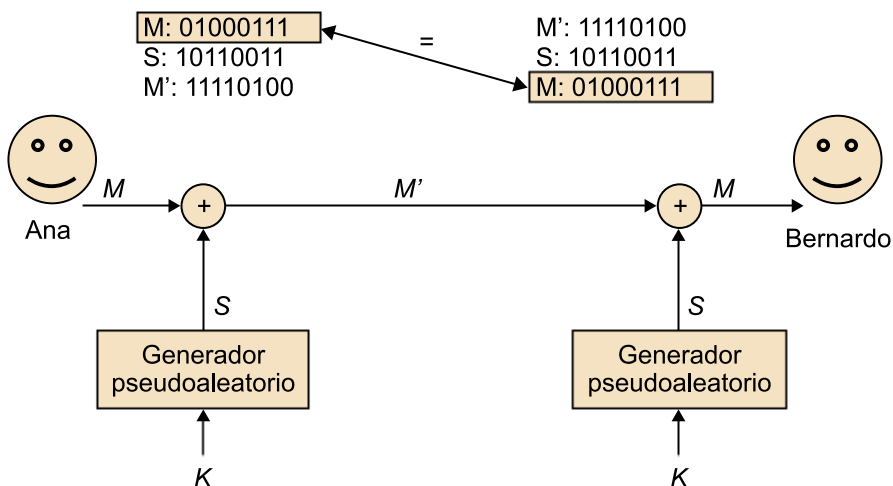 M: 01000111
S: 10110011
M’: 11110100
=
M’: 11110100
S: 10110011
M: 01000111
M
+
M’
+
M
Ana
Bernardo
S
S
Generador
pseudoaleatorio
Generador
pseudoaleatorio
K
K